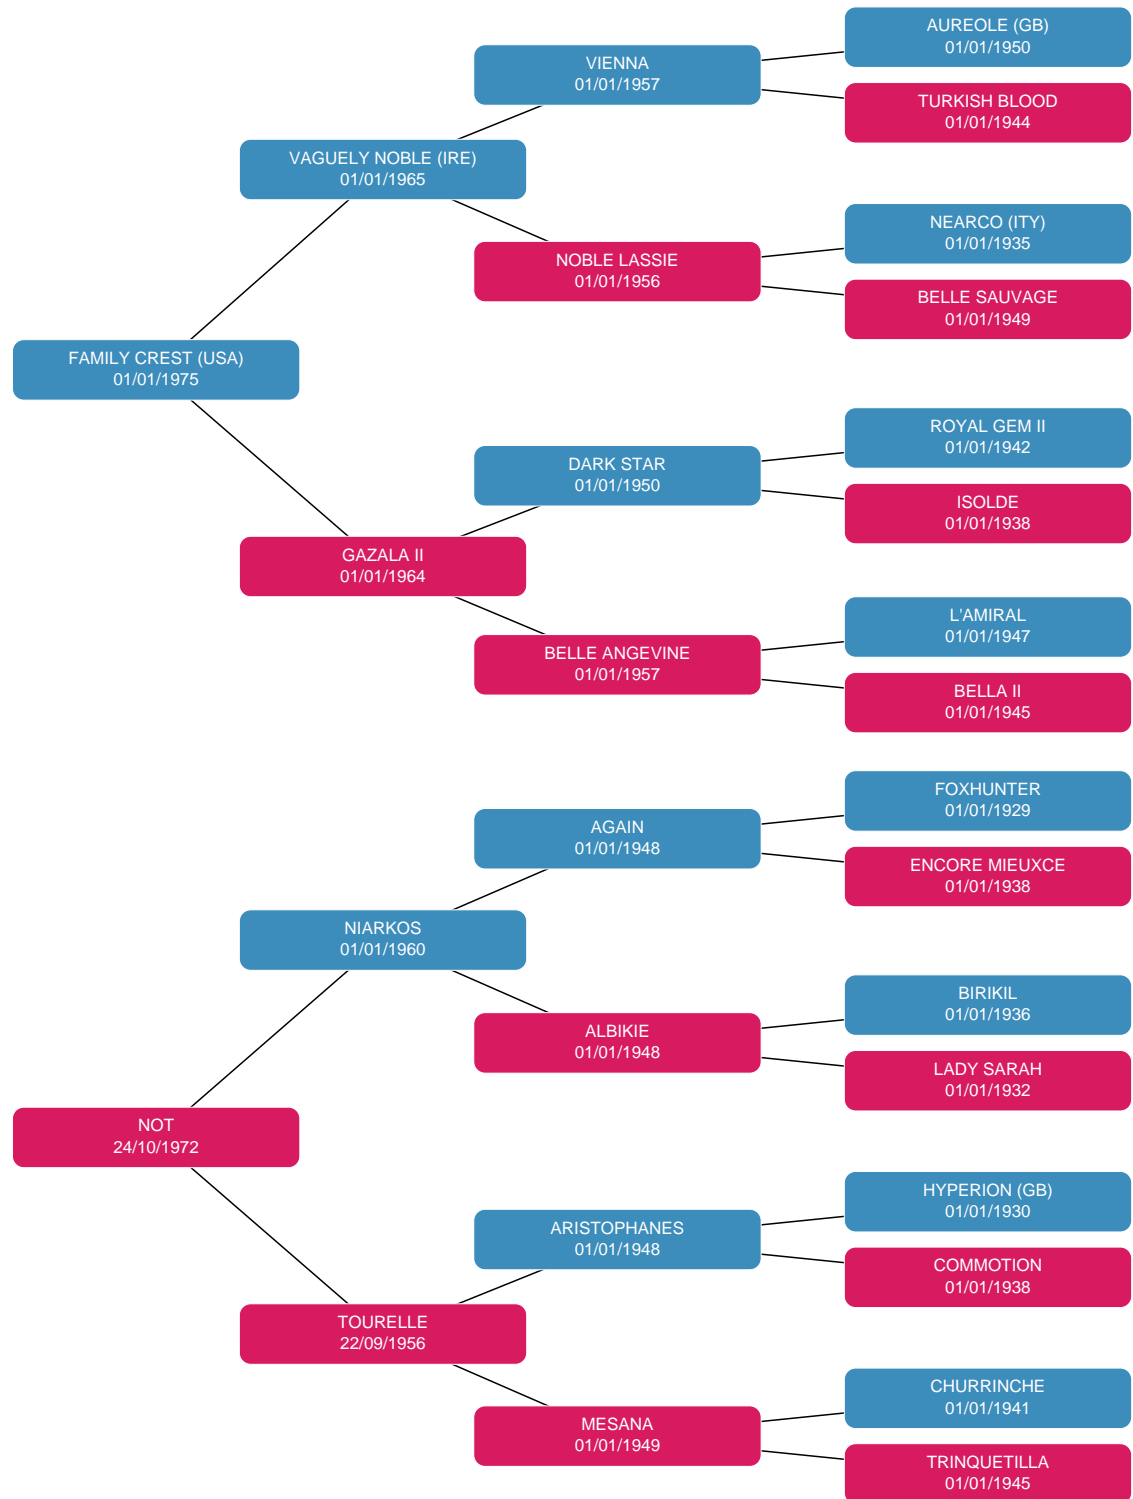 AUREOLE (GB)
01/01/1950
VIENNA
01/01/1957
TURKISH BLOOD
01/01/1944
VAGUELY NOBLE (IRE)
01/01/1965
NEARCO (ITY)
01/01/1935
NOBLE LASSIE
01/01/1956
BELLE SAUVAGE
01/01/1949
FAMILY CREST (USA)
01/01/1975
ROYAL GEM II
01/01/1942
DARK STAR
01/01/1950
ISOLDE
01/01/1938
GAZALA II
01/01/1964
L'AMIRAL
01/01/1947
BELLE ANGEVINE
01/01/1957
BELLA II
01/01/1945
FOXHUNTER
01/01/1929
AGAIN
01/01/1948
ENCORE MIEUXCE
01/01/1938
NIARKOS
01/01/1960
BIRIKIL
01/01/1936
ALBIKIE
01/01/1948
LADY SARAH
01/01/1932
NOT
24/10/1972
HYPERION (GB)
01/01/1930
ARISTOPHANES
01/01/1948
COMMOTION
01/01/1938
TOURELLE
22/09/1956
CHURRINCHE
01/01/1941
MESANA
01/01/1949
TRINQUETILLA
01/01/1945